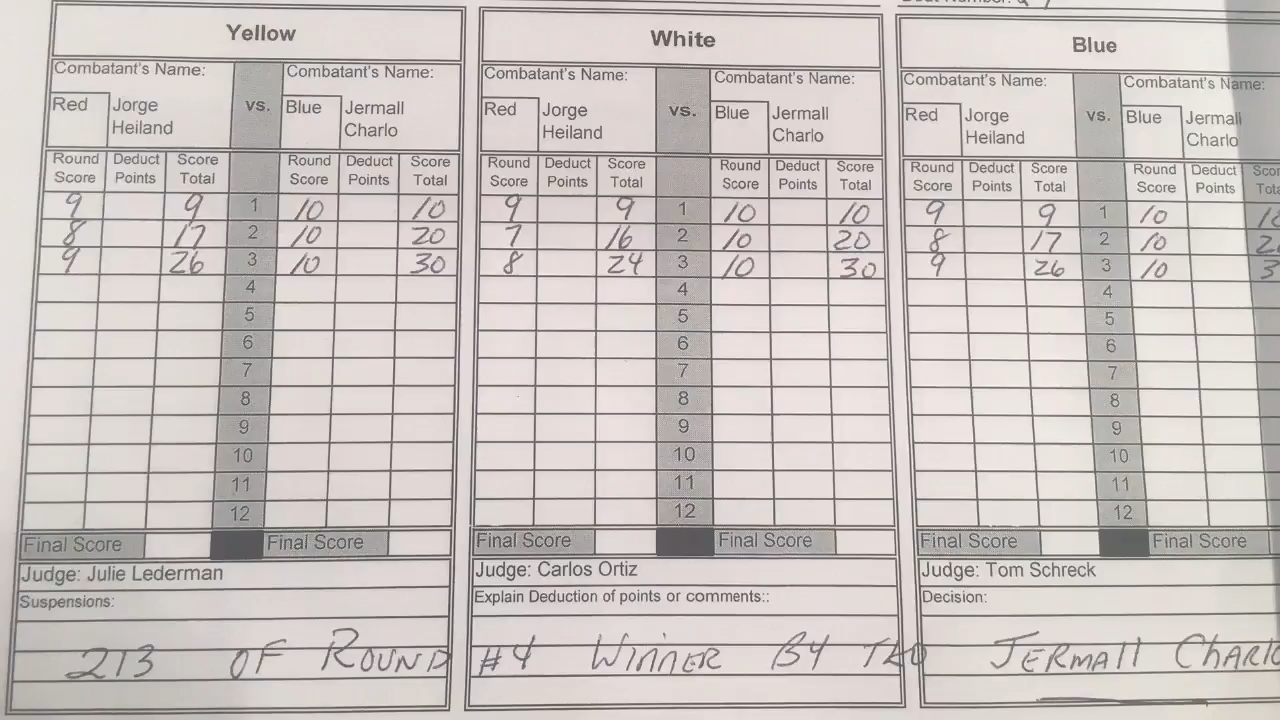 Yellow
White
Blue
Combatant's Name: Combatant's Name:
Red Jorge Heiland vs. Blue Jermall Charlo
Combatant's Name: Combatant's Name:
Red Jorge Heiland vs. Blue Jermall Charlo
Combatant's Name: Combatant's Name:
Red Jorge Heiland vs. Blue Jermall Charlo
Round Score Deduct Points Score Total Round Score Deduct Points Score Total
Round Score Deduct Points Score Total Round Score Deduct Points Score Total
Round Score Deduct Points Score Total Round Score Deduct Points
9 9 1 10 10 9 9 1 10 10 9 9 1 10
8 17 2 10 20 7 16 2 10 20 8 17 2 10
9 26 3 10 30 8 24 3 10 30 9 26 3 10
4 4 4
5 5 5
6 6 6
7 7 7
8 8 8
9 9 9
10 10 10
11 11 11
12 12 12
Final Score Final Score Final Score Final Score Final Score Final Score
Judge: Julie Lederman
Judge: Carlos Ortiz
Judge: Tom Schreck
Suspensions:
Explain Deduction of points or comments::
Decision:
213 OF ROUND #4 WINNER BY TKO JERMALL CHARLO